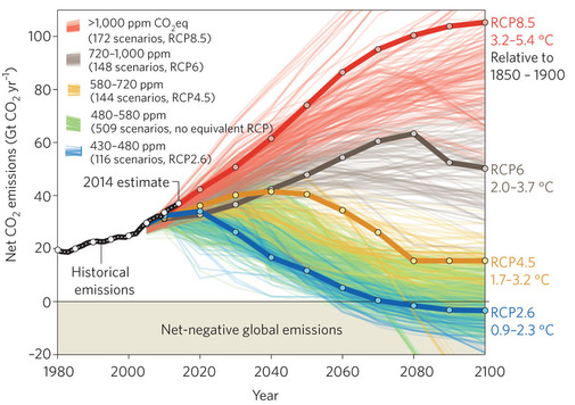 >1,000 ppm CO2eq
(172 scenarios, RCP8.5)
720–1,000 ppm
(148 scenarios, RCP6)
580–720 ppm
(144 scenarios, RCP4.5)
480–580 ppm
(509 scenarios, no equivalent RCP)
430–480 ppm
(116 scenarios, RCP2.6)
2014 estimate
Historical
emissions
Net-negative global emissions
Net CO2 emissions (Gt CO2 yr-1)
100
80
60
40
20
0
–20
1980
2000
2020
2040
2060
2080
2100
Year
RCP8.5
3.2–5.4 °C
Relative to
1850 - 1900
RCP6
2.0–3.7 °C
RCP4.5
1.7–3.2 °C
RCP2.6
0.9–2.3 °C